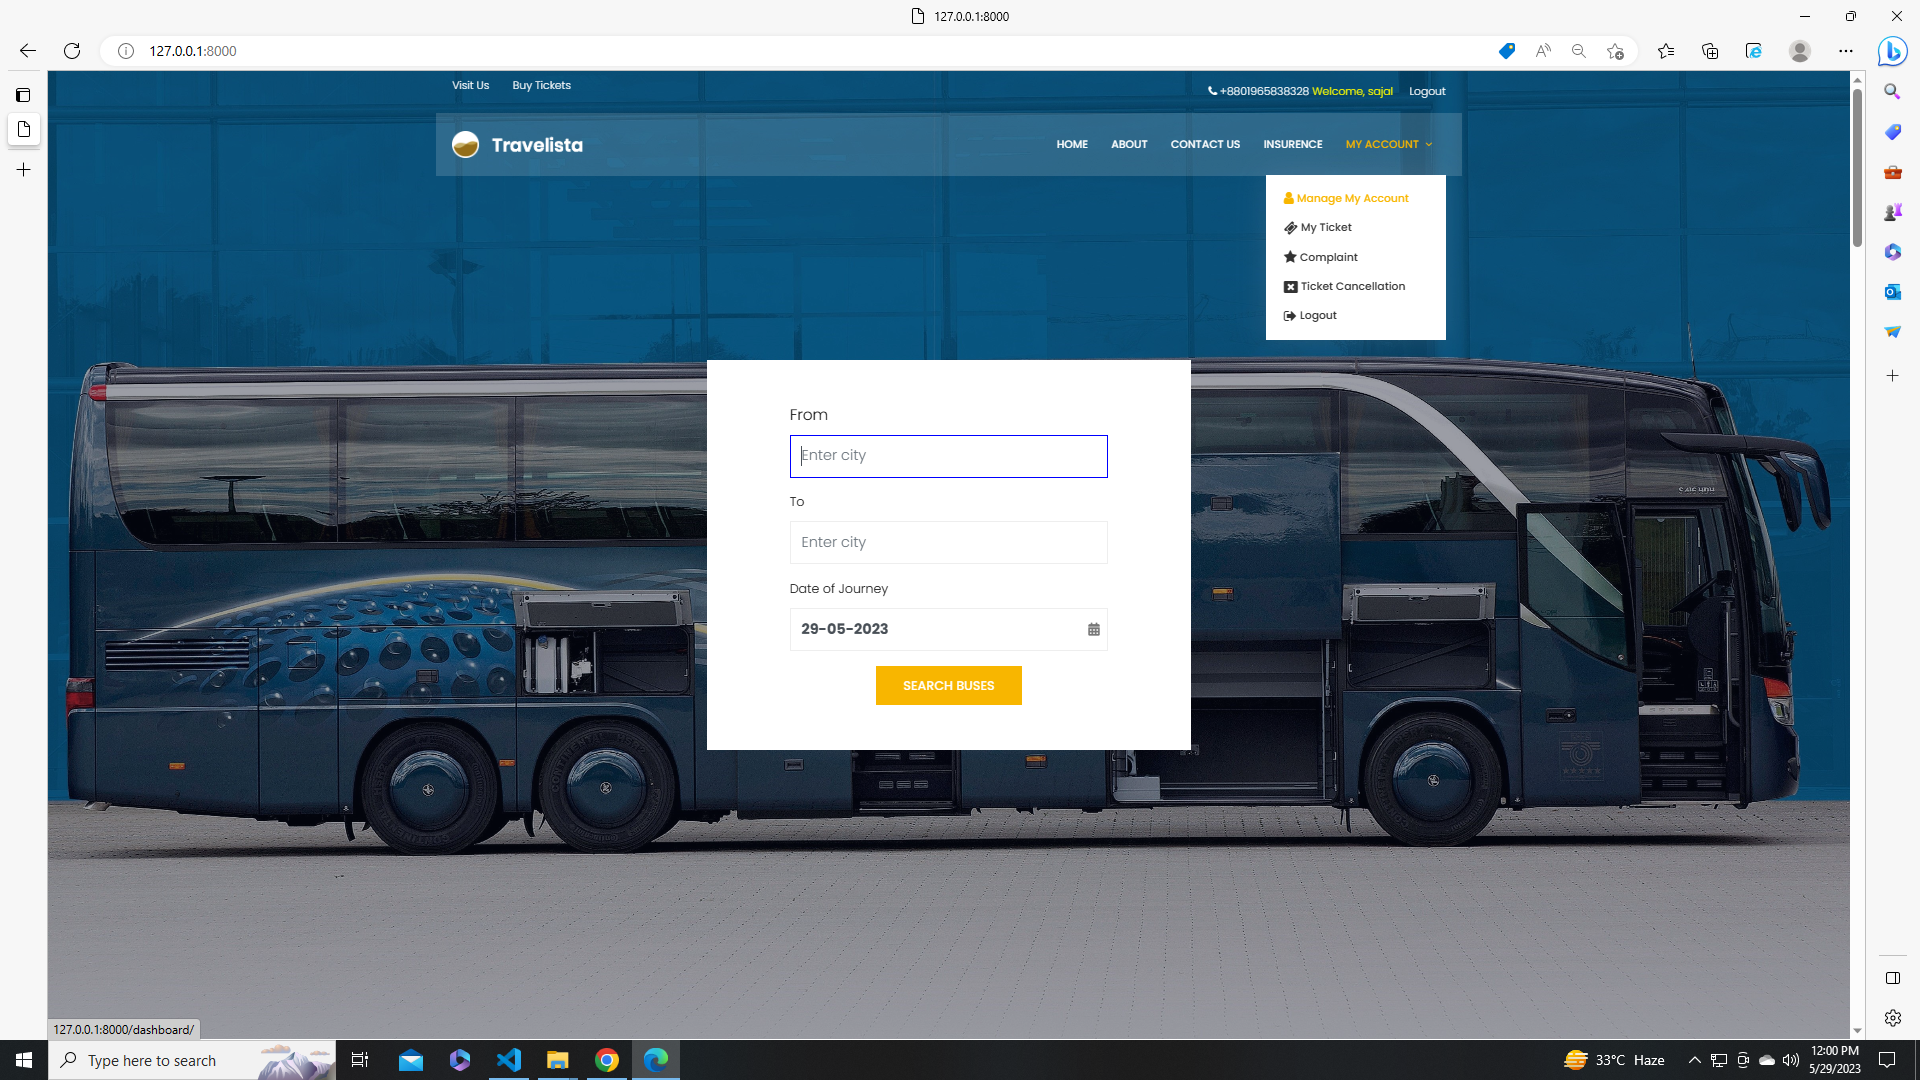 127.0.0.1:8000
127.0.0.1:8000
Visit Us Buy Tickets
+8801965838328 Welcome, sajal Logout
Travelista
HOME ABOUT CONTACT US INSURENCE MY ACCOUNT
Manage My Account
My Ticket
Complaint
Ticket Cancellation
Logout
From
Enter city
To
Enter city
Date of Journey
29-05-2023
SEARCH BUSES
127.0.0.1:8000/dashboard/
Type here to search
33°C Haze
12:00 PM
5/29/2023